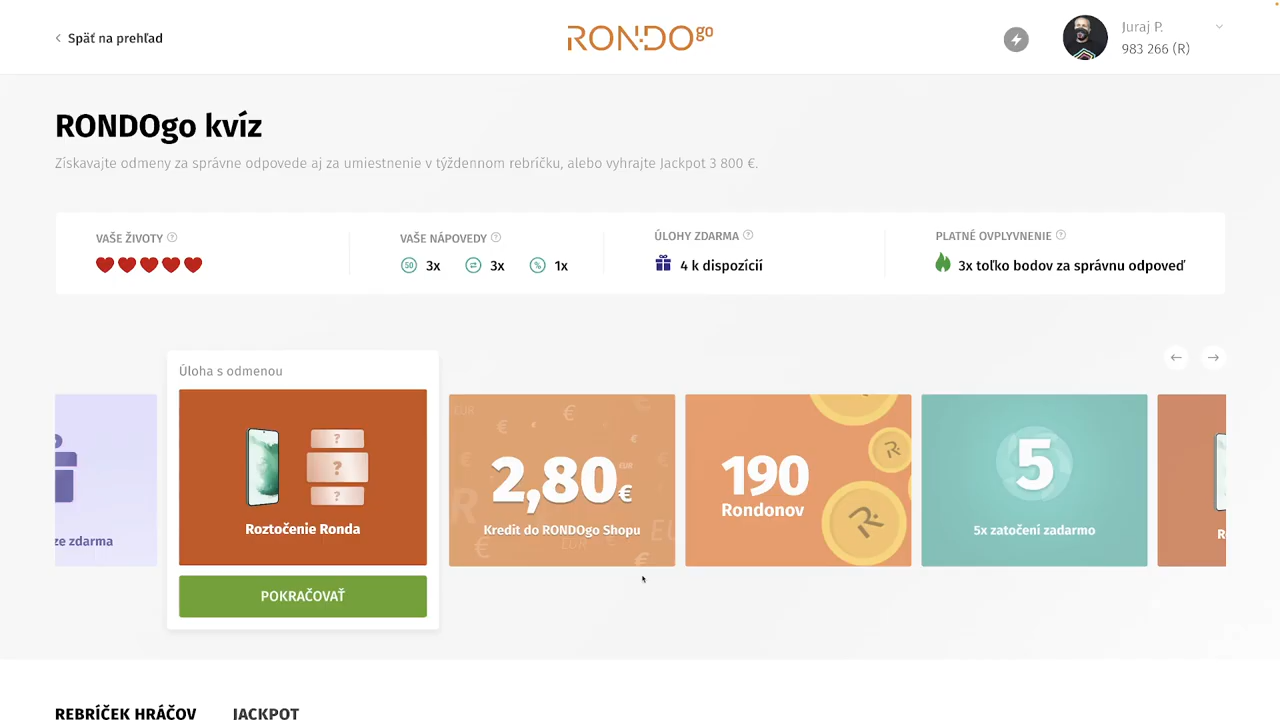 Späť na prehľad
RONDOgo
Juraj P.
983 266 (R)
RONDOgo kvíz
Získavajte odmeny za správne odpovede aj za umiestnenie v týždennom rebríčku, alebo vyhrajte Jackpot 3 800 €.
VAŠE ŽIVOTY ?
VAŠE NÁPOVEDY ?
ÚLOHY ZDARMA ?
PLATNÉ OVPLYVNENIE ?
50 3x
3x
% 1x
4 k dispozícií
3x toľko bodov za správnu odpoveď
Úloha s odmenou
ze zdarma
?
?
?
Roztočenie Ronda
POKRAČOVAŤ
2,80 EUR €
Kredit do RONDOgo Shopu
190
Rondonov
5
5x zatočení zadarmo
R
REBRÍČEK HRÁČOV
JACKPOT